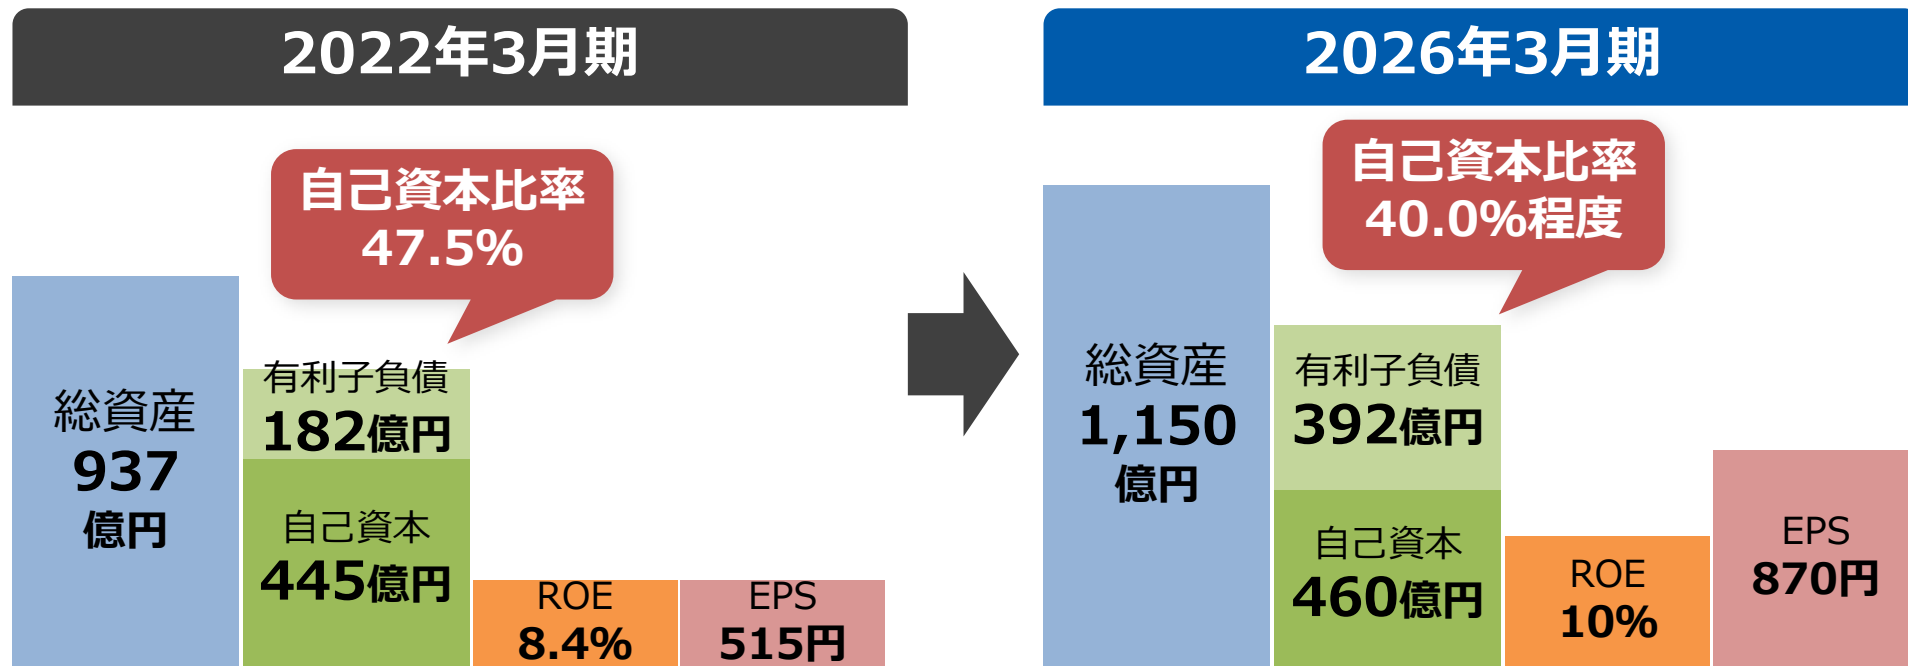 2022年3月期
自己資本比率
47.5%
総資産
937
億円
有利子負債
182億円
自己資本
445億円
ROE
8.4%
EPS
515円
2026年3月期
自己資本比率
40.0%程度
総資産
1,150
億円
有利子負債
392億円
自己資本
460億円
ROE
10%
EPS
870円